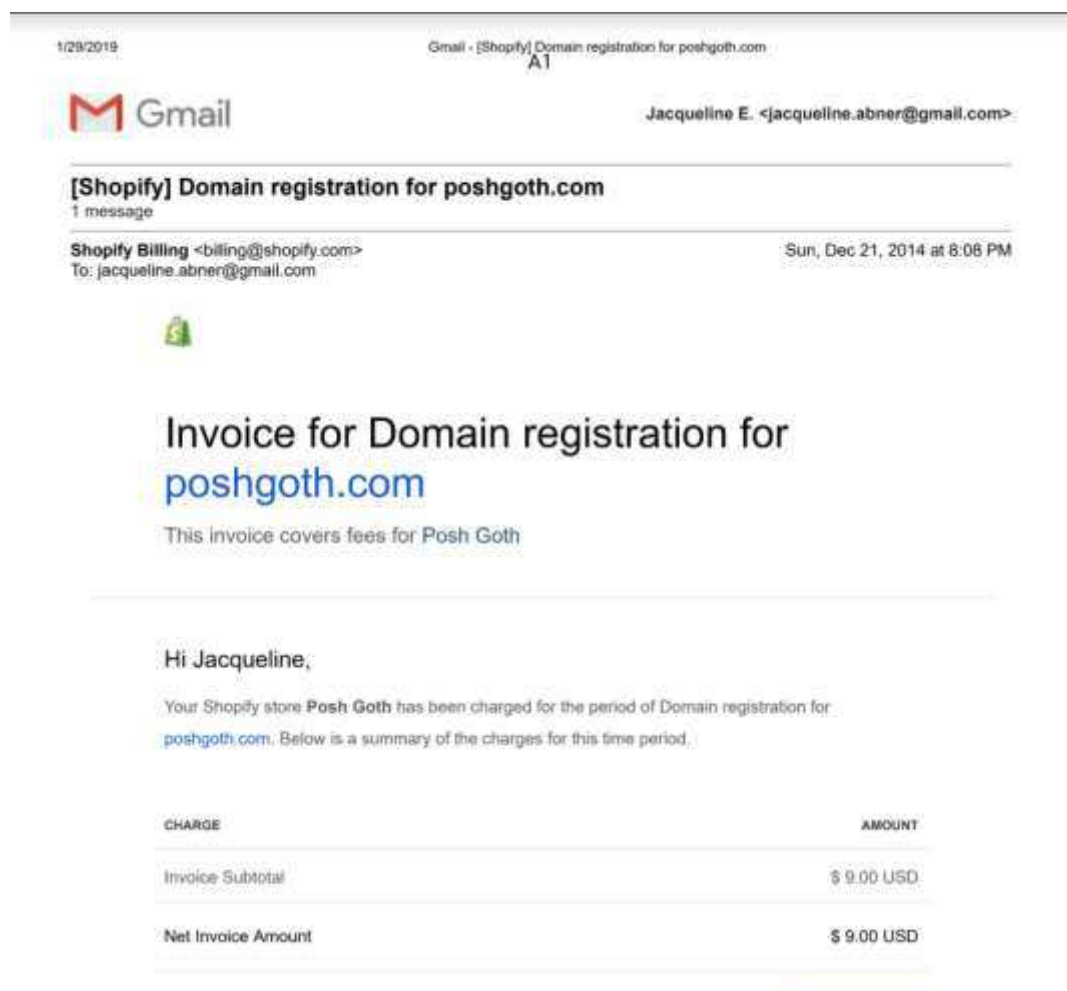 1/29/2019
Gmail - [Shopify] Domain registration for poshgoth.com
A1
Gmail
Jacqueline E. <jacqueline.abner@gmail.com>
[Shopify] Domain registration for poshgoth.com
1 message
Shopify Billing <billing@shopify.com>
Sun, Dec 21, 2014 at 8:08 PM
To: jacqueline.abner@gmail.com
Invoice for Domain registration for
poshgoth.com
This invoice covers fees for Posh Goth
Hi Jacqueline,
Your Shopify store Posh Goth has been charged for the period of Domain registration for
poshgoth.com. Below is a summary of the charges for this time period.
CHARGE AMOUNT
Invoice Subtotal $ 9.00 USD
Net Invoice Amount $ 9.00 USD